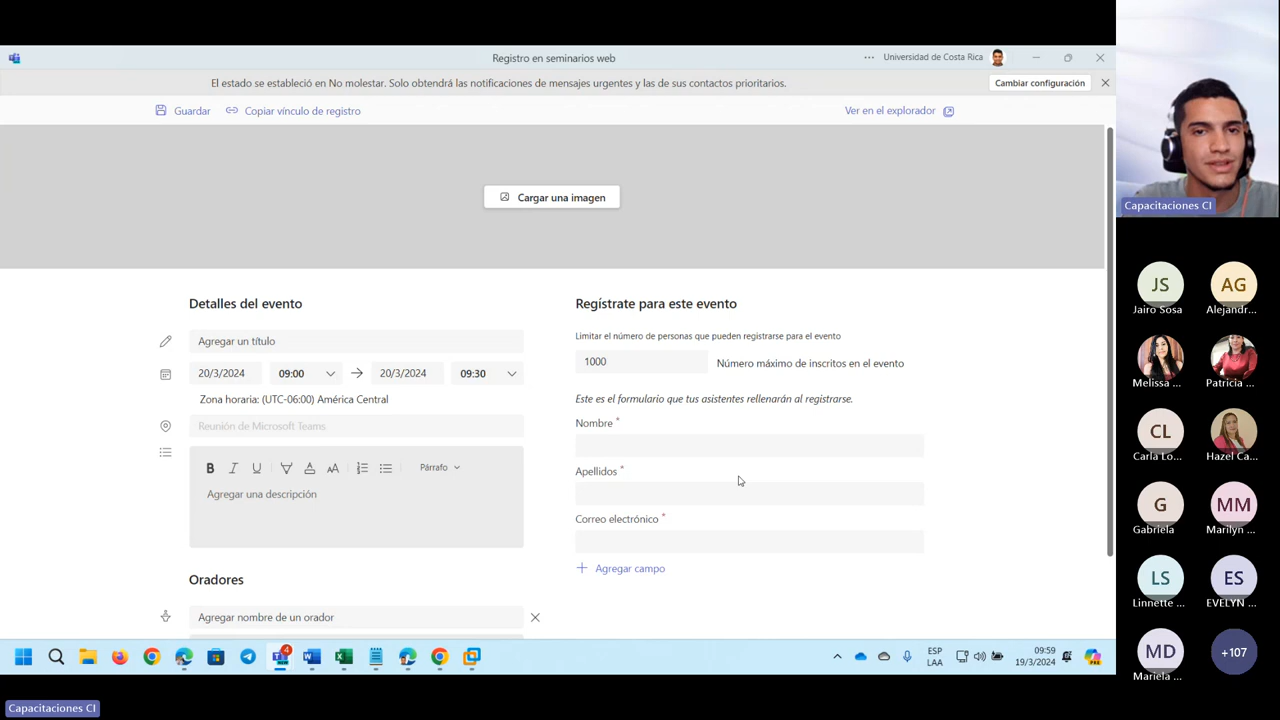 Registro en seminarios web
Universidad de Costa Rica
El estado se estableció en No molestar. Solo obtendrá las notificaciones de mensajes urgentes y las de sus contactos prioritarios.
Cambiar configuración
Guardar
Copiar vínculo de registro
Ver en el explorador
Cargar una imagen
Detalles del evento
Agregar un título
20/3/2024 09:00 → 20/3/2024 09:30
Zona horaria: (UTC-06:00) América Central
Reunión de Microsoft Teams
B I U AA Párrafo
Agregar una descripción
Oradores
Agregar nombre de un orador
Regístrate para este evento
Limitar el número de personas que pueden registrarse para el evento
1000 Número máximo de inscritos en el evento
Este es el formulario que tus asistentes rellenarán al registrarse.
Nombre *
Apellidos *
Correo electrónico *
+ Agregar campo
4
ESP
LAA
09:59
19/3/2024
PRE
Capacitaciones CI
Capacitaciones CI
JS
Jairo Sosa
AG
Alejandr...
Melissa ...
Patricia ...
CL
Carla Lo...
Hazel Ca...
G
Gabriela
MM
Marilyn ...
LS
Linnette ...
ES
EVELYN ...
MD
Mariela ...
+107